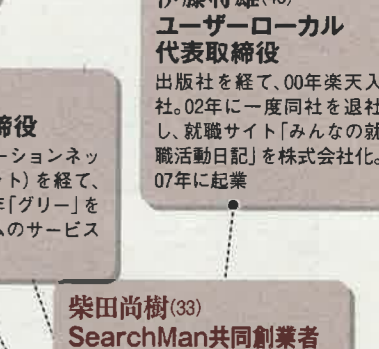 ユーザーローカル
代表取締役
出版社を経て、00年楽天入
社。02年に一度同社を退社
し、就職サイト「みんなの就
職活動日記」を株式会社化。
07年に起業
締役
ーションネッ
ット)を経て、
年「グリー」を
ムのサービス
柴田尚樹(33)
SearchMan共同創業者